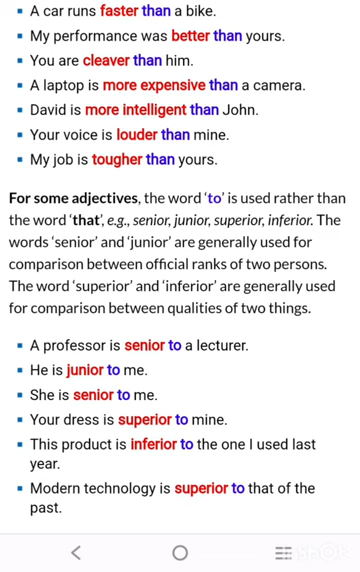 ▪ A car runs faster than a bike.
▪ My performance was better than yours.
▪ You are cleaver than him.
▪ A laptop is more expensive than a camera.
▪ David is more intelligent than John.
▪ Your voice is louder than mine.
▪ My job is tougher than yours.
For some adjectives, the word ‘to’ is used rather than
the word ‘that’, e.g., senior, junior, superior, inferior. The
words ‘senior’ and ‘junior’ are generally used for
comparison between official ranks of two persons.
The word ‘superior’ and ‘inferior’ are generally used
for comparison between qualities of two things.
▪ A professor is senior to a lecturer.
▪ He is junior to me.
▪ She is senior to me.
▪ Your dress is superior to mine.
▪ This product is inferior to the one I used last
year.
▪ Modern technology is superior to that of the
past.